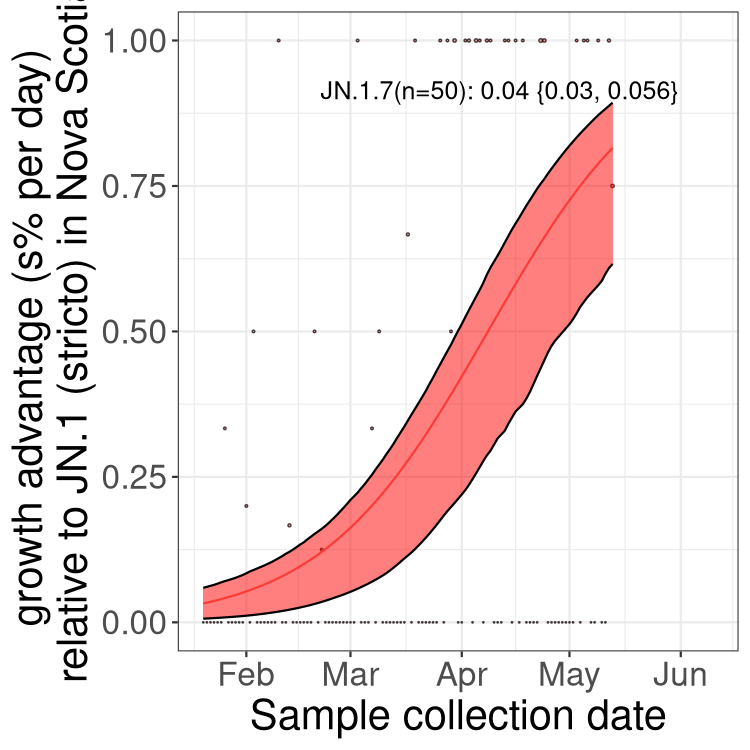 growth advantage (s% per day)
relative to JN.1 (stricto) in Nova Scotia
1.00
0.75
0.50
0.25
0.00
JN.1.7(n=50): 0.04 {0.03, 0.056}
Feb Mar Apr May Jun
Sample collection date